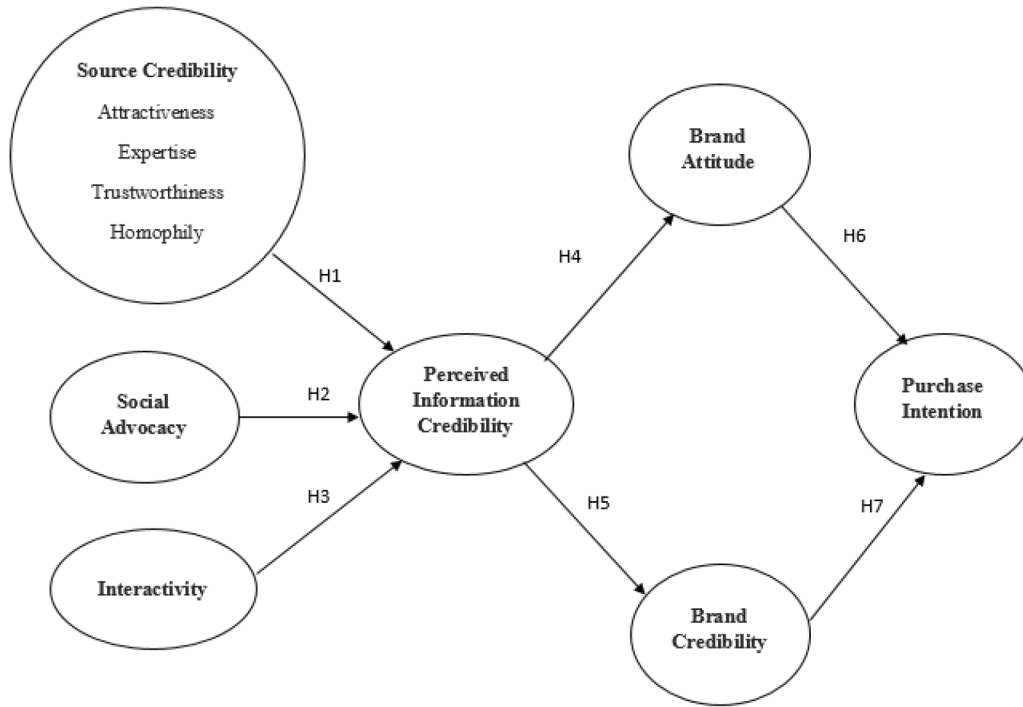 Source Credibility
Attractiveness
Expertise
Trustworthiness
Homophily
H1
Social
Advocacy
H2
Interactivity
H3
Perceived
Information
Credibility
H4
H5
Brand
Attitude
H6
Brand
Credibility
H7
Purchase
Intention